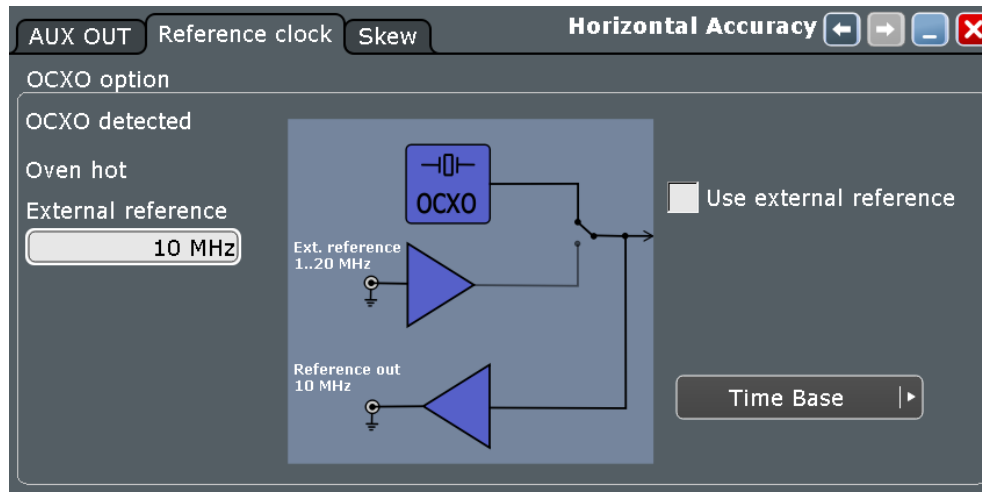 AUX OUT Reference clock Skew Horizontal Accuracy
OCXO option
OCXO detected
Oven hot
External reference
10 MHz
OCXO
Ext. reference
1..20 MHz
Reference out
10 MHz
Use external reference
Time Base